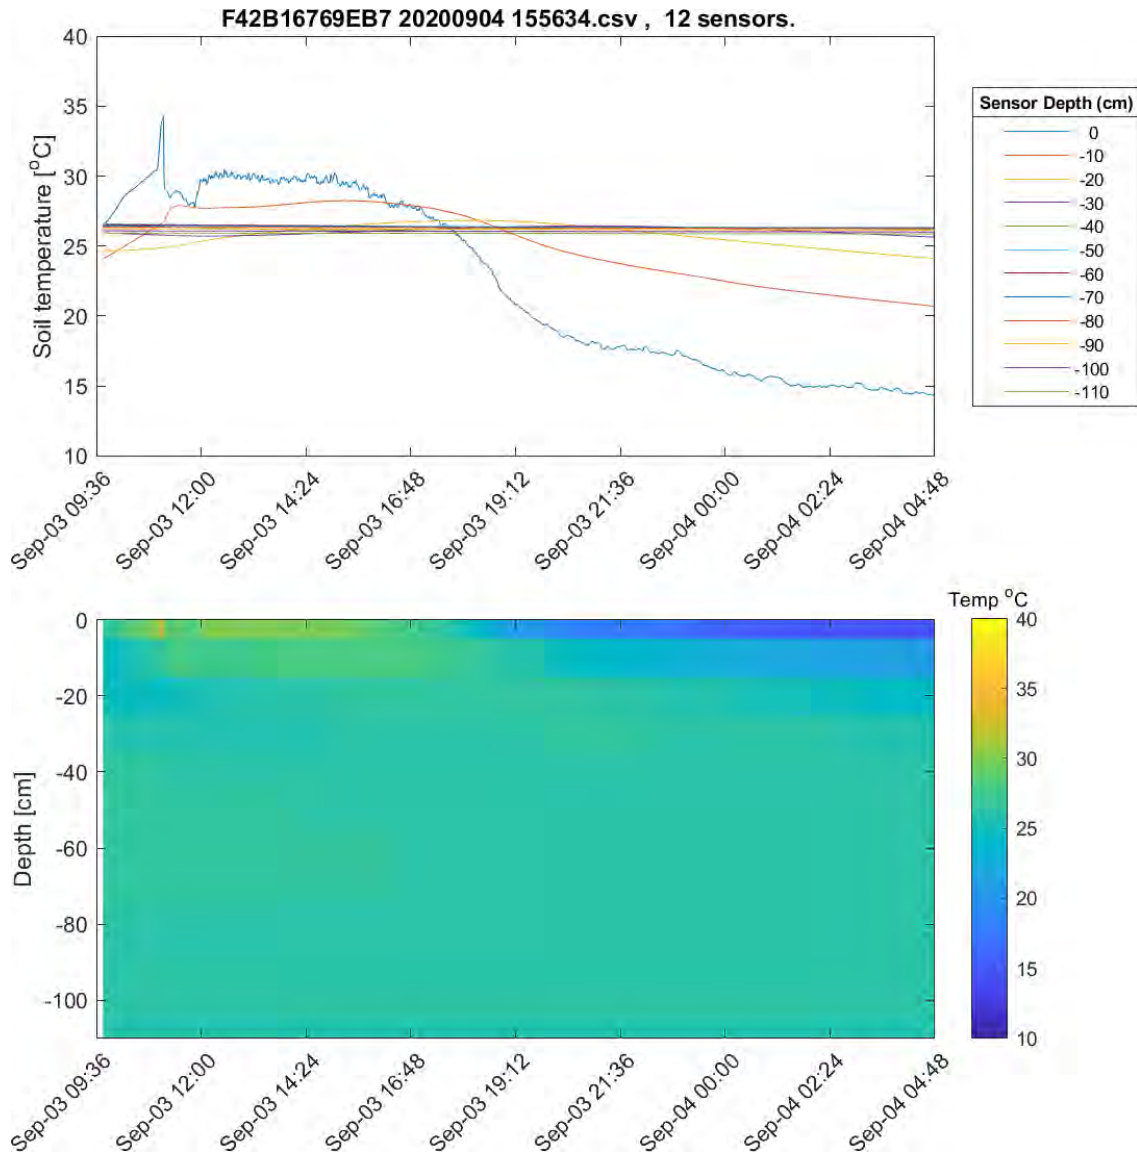 F42B16769EB7 20200904 155634.csv ,  12 sensors.
40
35
30
25
20
15
10
Soil temperature [°C]
Sep-03 09:36
Sep-03 12:00
Sep-03 14:24
Sep-03 16:48
Sep-03 19:12
Sep-03 21:36
Sep-04 00:00
Sep-04 02:24
Sep-04 04:48
Sensor Depth (cm)
0
-10
-20
-30
-40
-50
-60
-70
-80
-90
-100
-110
0
-20
-40
-60
-80
-100
Depth [cm]
Sep-03 09:36
Sep-03 12:00
Sep-03 14:24
Sep-03 16:48
Sep-03 19:12
Sep-03 21:36
Sep-04 00:00
Sep-04 02:24
Sep-04 04:48
Temp °C
40
35
30
25
20
15
10